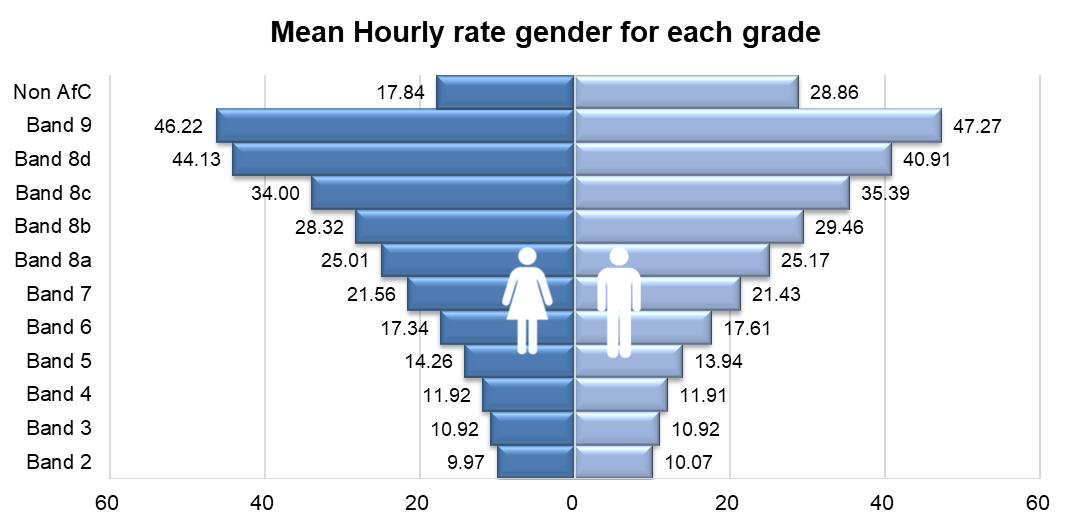 Mean Hourly rate gender for each grade
Non AfC 17.84 28.86
Band 9 46.22 47.27
Band 8d 44.13 40.91
Band 8c 34.00 35.39
Band 8b 28.32 29.46
Band 8a 25.01 25.17
Band 7 21.56 21.43
Band 6 17.34 17.61
Band 5 14.26 13.94
Band 4 11.92 11.91
Band 3 10.92 10.92
Band 2 9.97 10.07
60 40 20 0 20 40 60